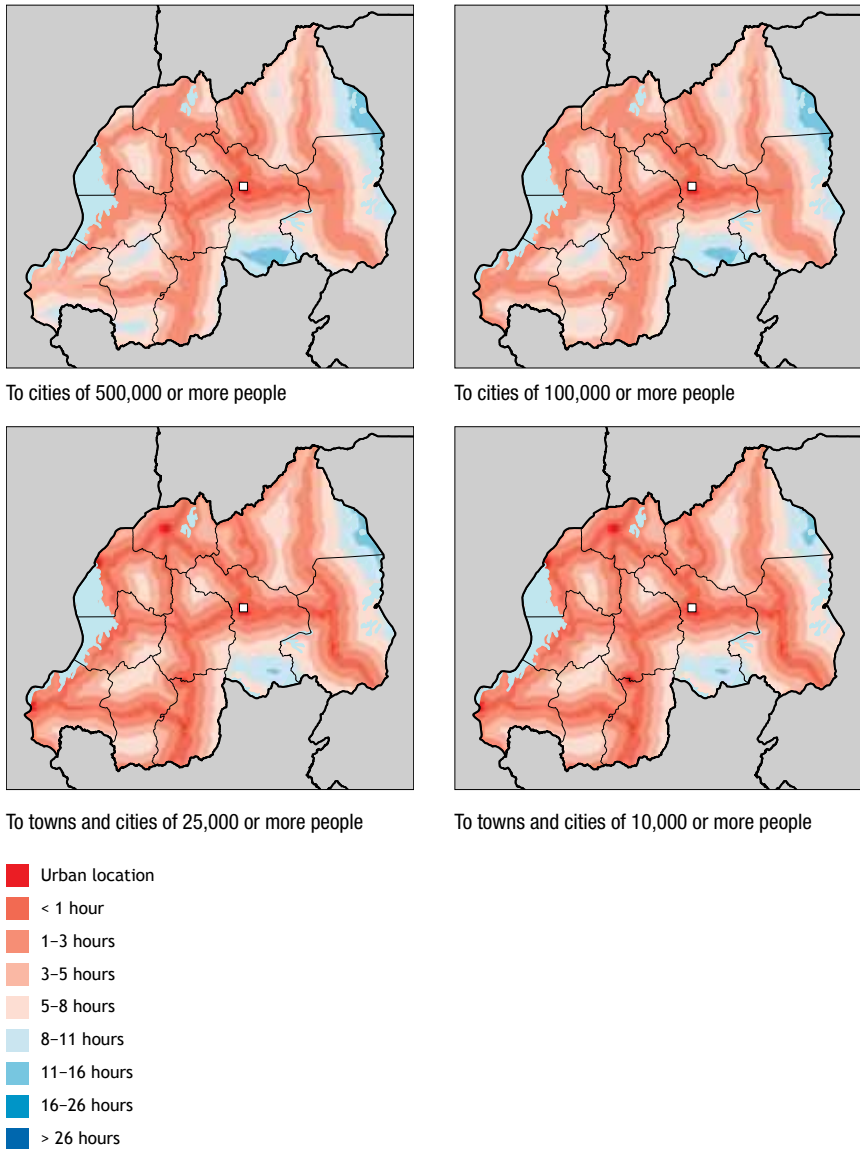 To cities of 500,000 or more people
To cities of 100,000 or more people
To towns and cities of 25,000 or more people
To towns and cities of 10,000 or more people
Urban location
< 1 hour
1–3 hours
3–5 hours
5–8 hours
8–11 hours
11–16 hours
16–26 hours
> 26 hours